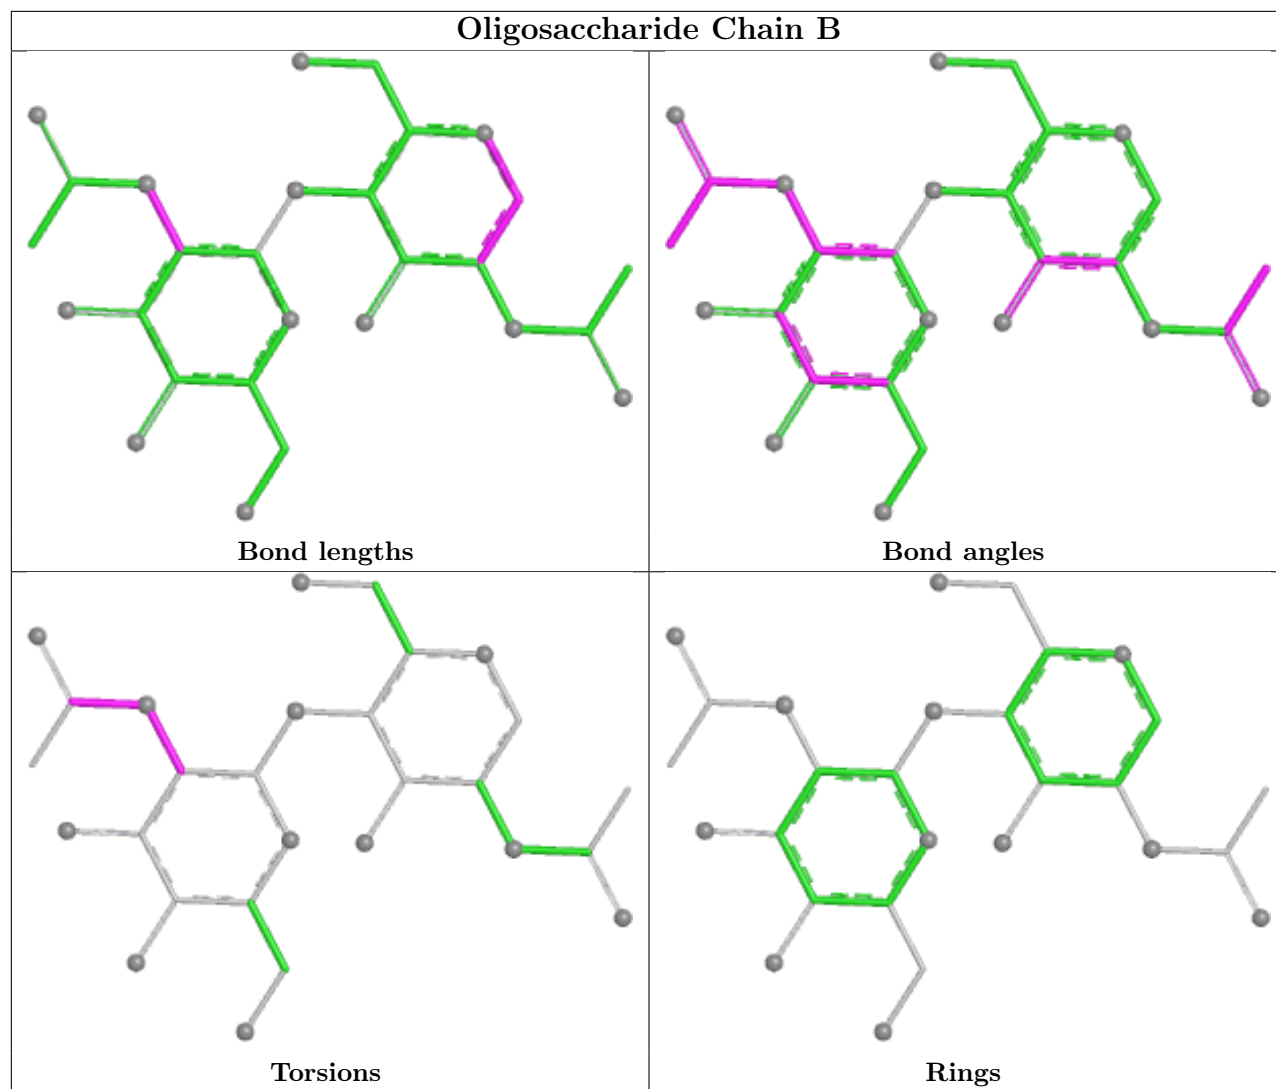 Oligosaccharide Chain B
Bond lengths
Bond angles
Torsions
Rings